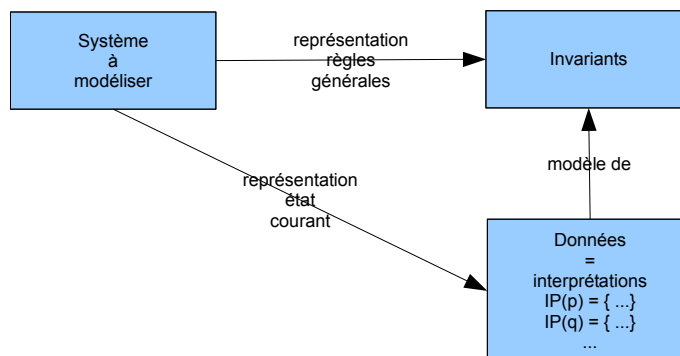 Système
à
modéliser
représentation
règles
générales
Invariants
modèle de
représentation
état
courant
Données
=
interprétations
IP(p) = { ...}
IP(q) = { ...}
...